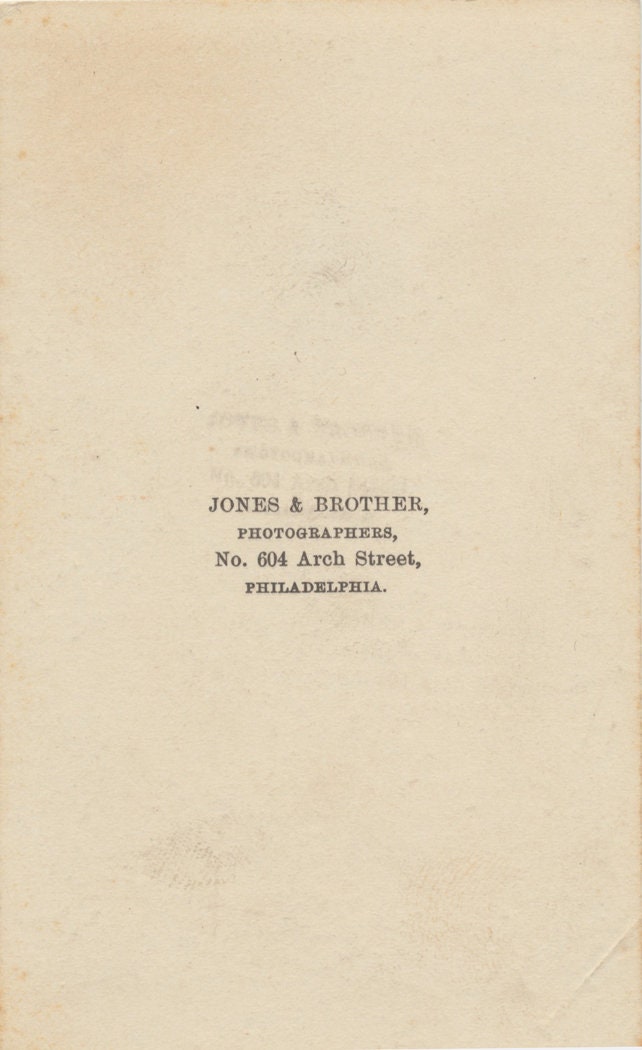 JONES & BROTHER,
PHOTOGRAPHERS,
No. 604 Arch Street,
PHILADELPHIA.